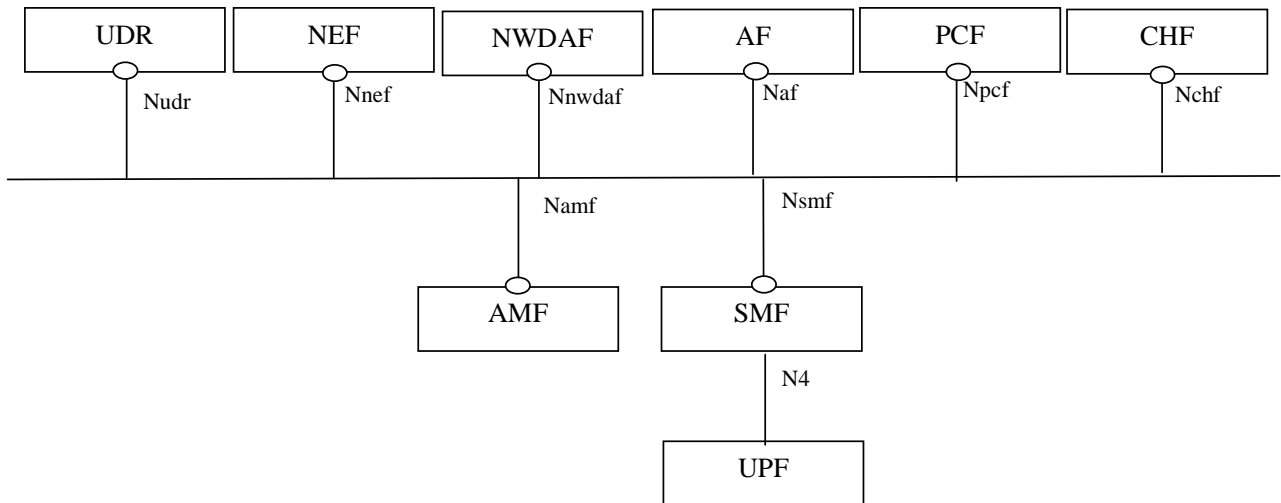 UDR NEF NWDAF AF PCF CHF
Nudr Nnef Nnwdaf Naf Npcf Nchf
Namf Nsmf
AMF SMF
N4
UPF